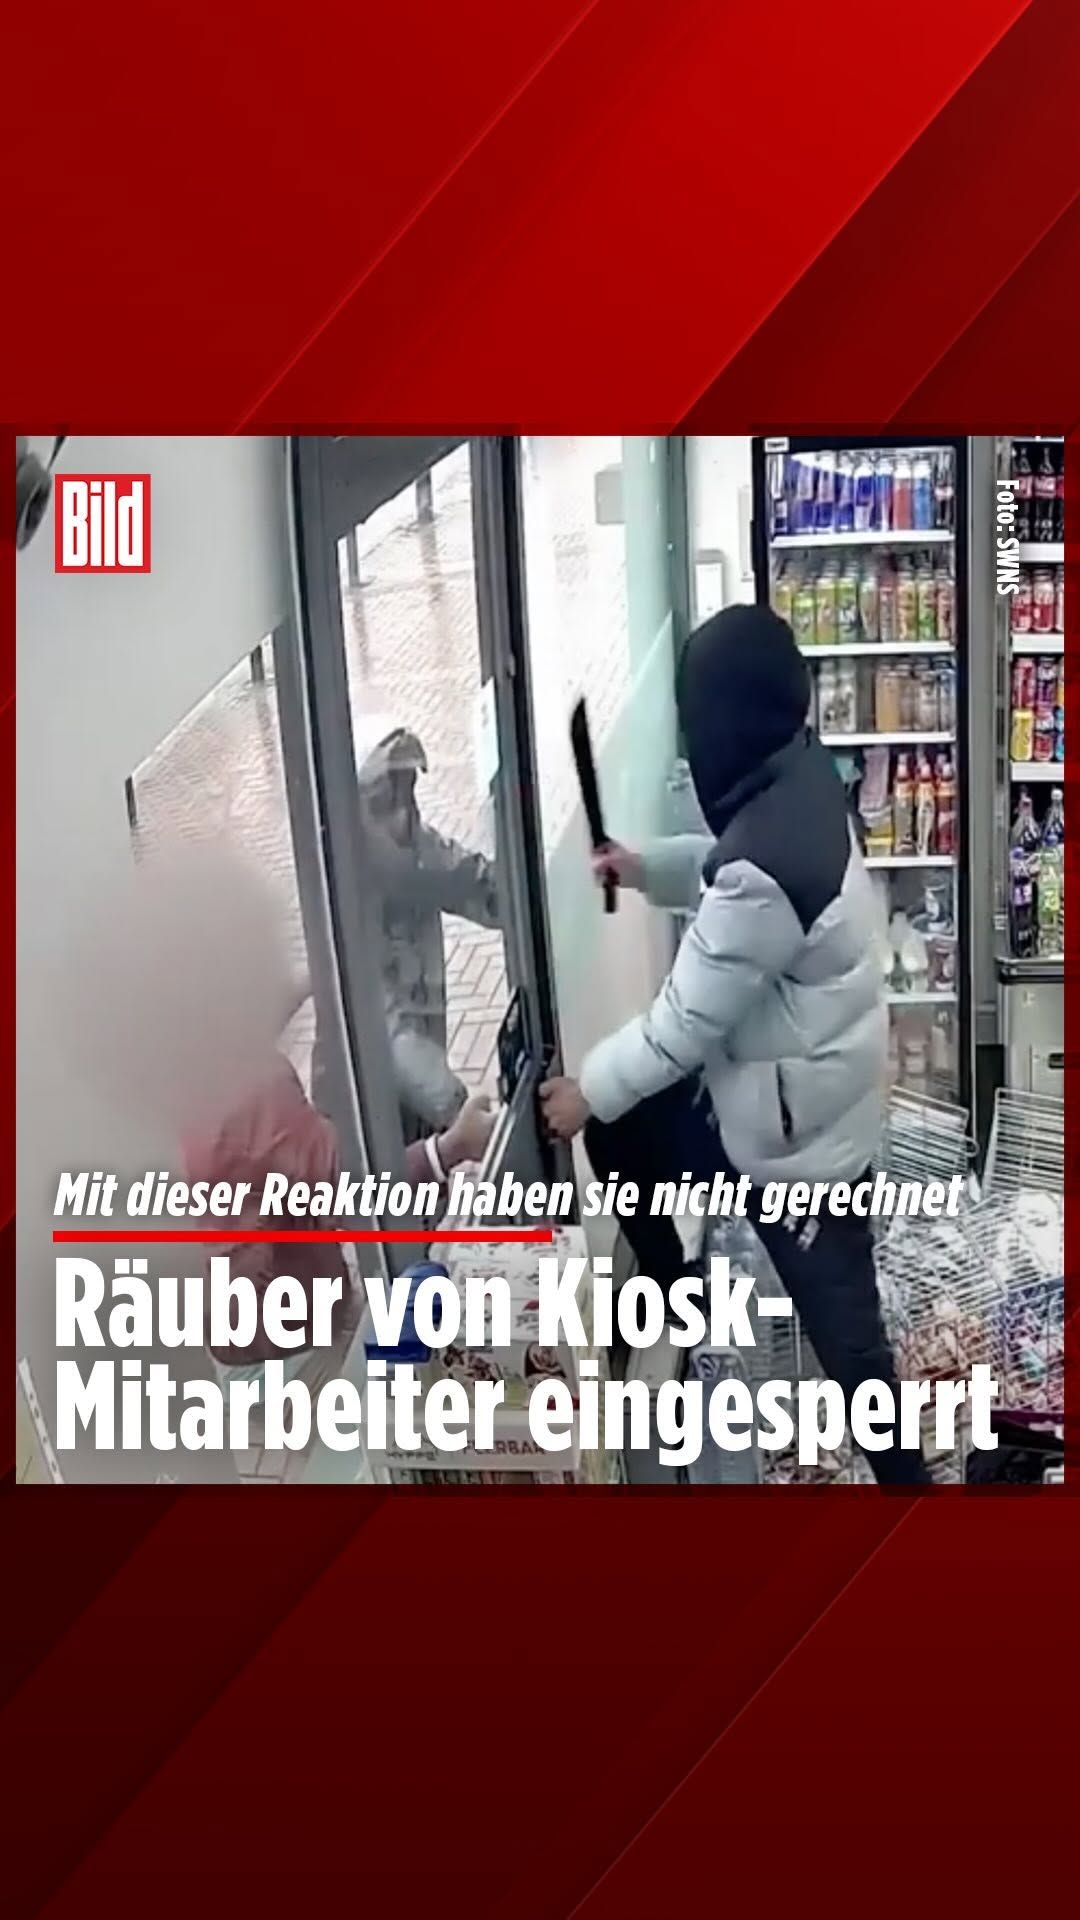 Bild
Foto: SWNS
Mit dieser Reaktion haben sie nicht gerechnet
Räuber von Kiosk-
Mitarbeiter eingesperrt